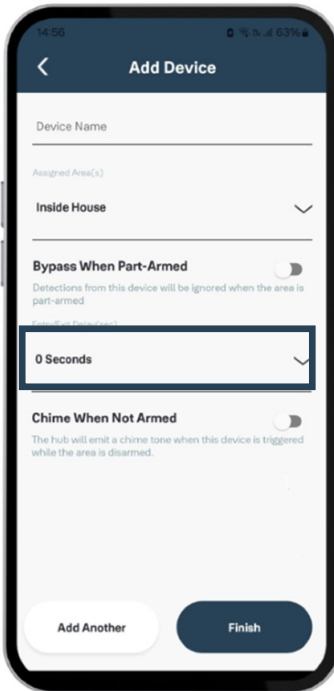 14:56 63%
Add Device
Device Name
Assigned Area(s)
Inside House
Bypass When Part-Armed
Detections from this device will be ignored when the area is
part-armed
Entry/Exit Delay(sec)
0 Seconds
Chime When Not Armed
The hub will emit a chime tone when this device is triggered
while the area is disarmed.
Add Another Finish